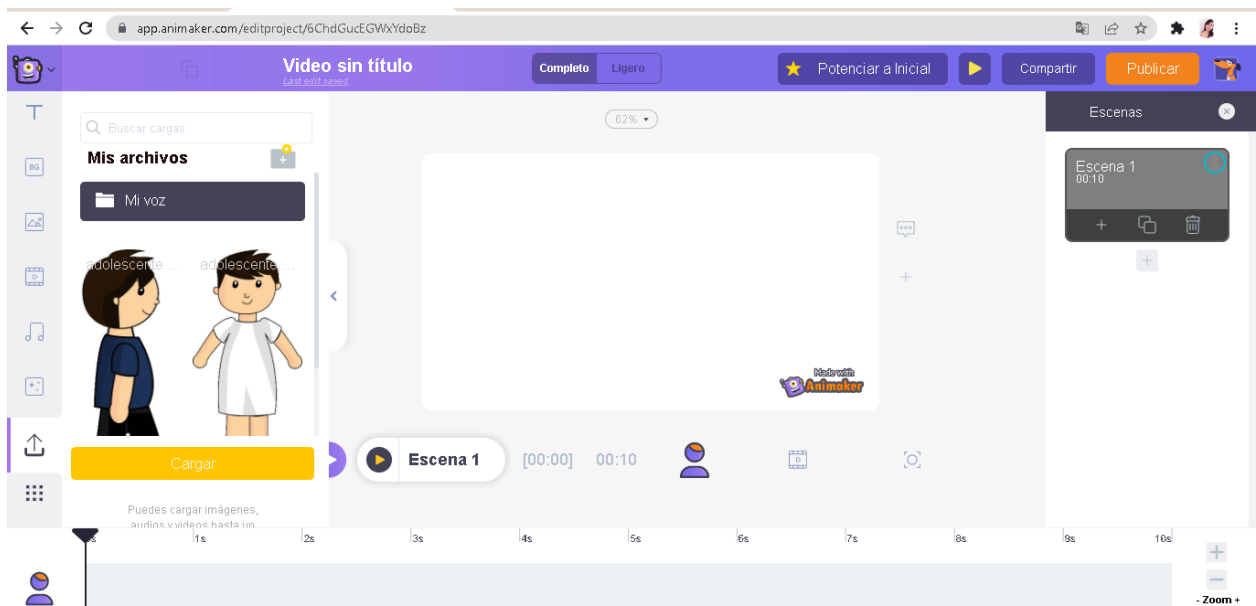 app.animaker.com/editproject/6ChdGucEGWxYdoBz
Video sin título
Last edit saved
Completo
Ligero
Potenciar a Inicial
Compartir
Publicar
Buscar cargas
Mis archivos
BG
Mi voz
adolescente ...
adolescente ...
Cargar
Puedes cargar imágenes,
audios y videos hasta un
62%
Made with
Animaker
Escenas
Escena 1
00:10
Escena 1
[00:00]
00:10
0s
1s
2s
3s
4s
5s
6s
7s
8s
9s
10s
- Zoom +